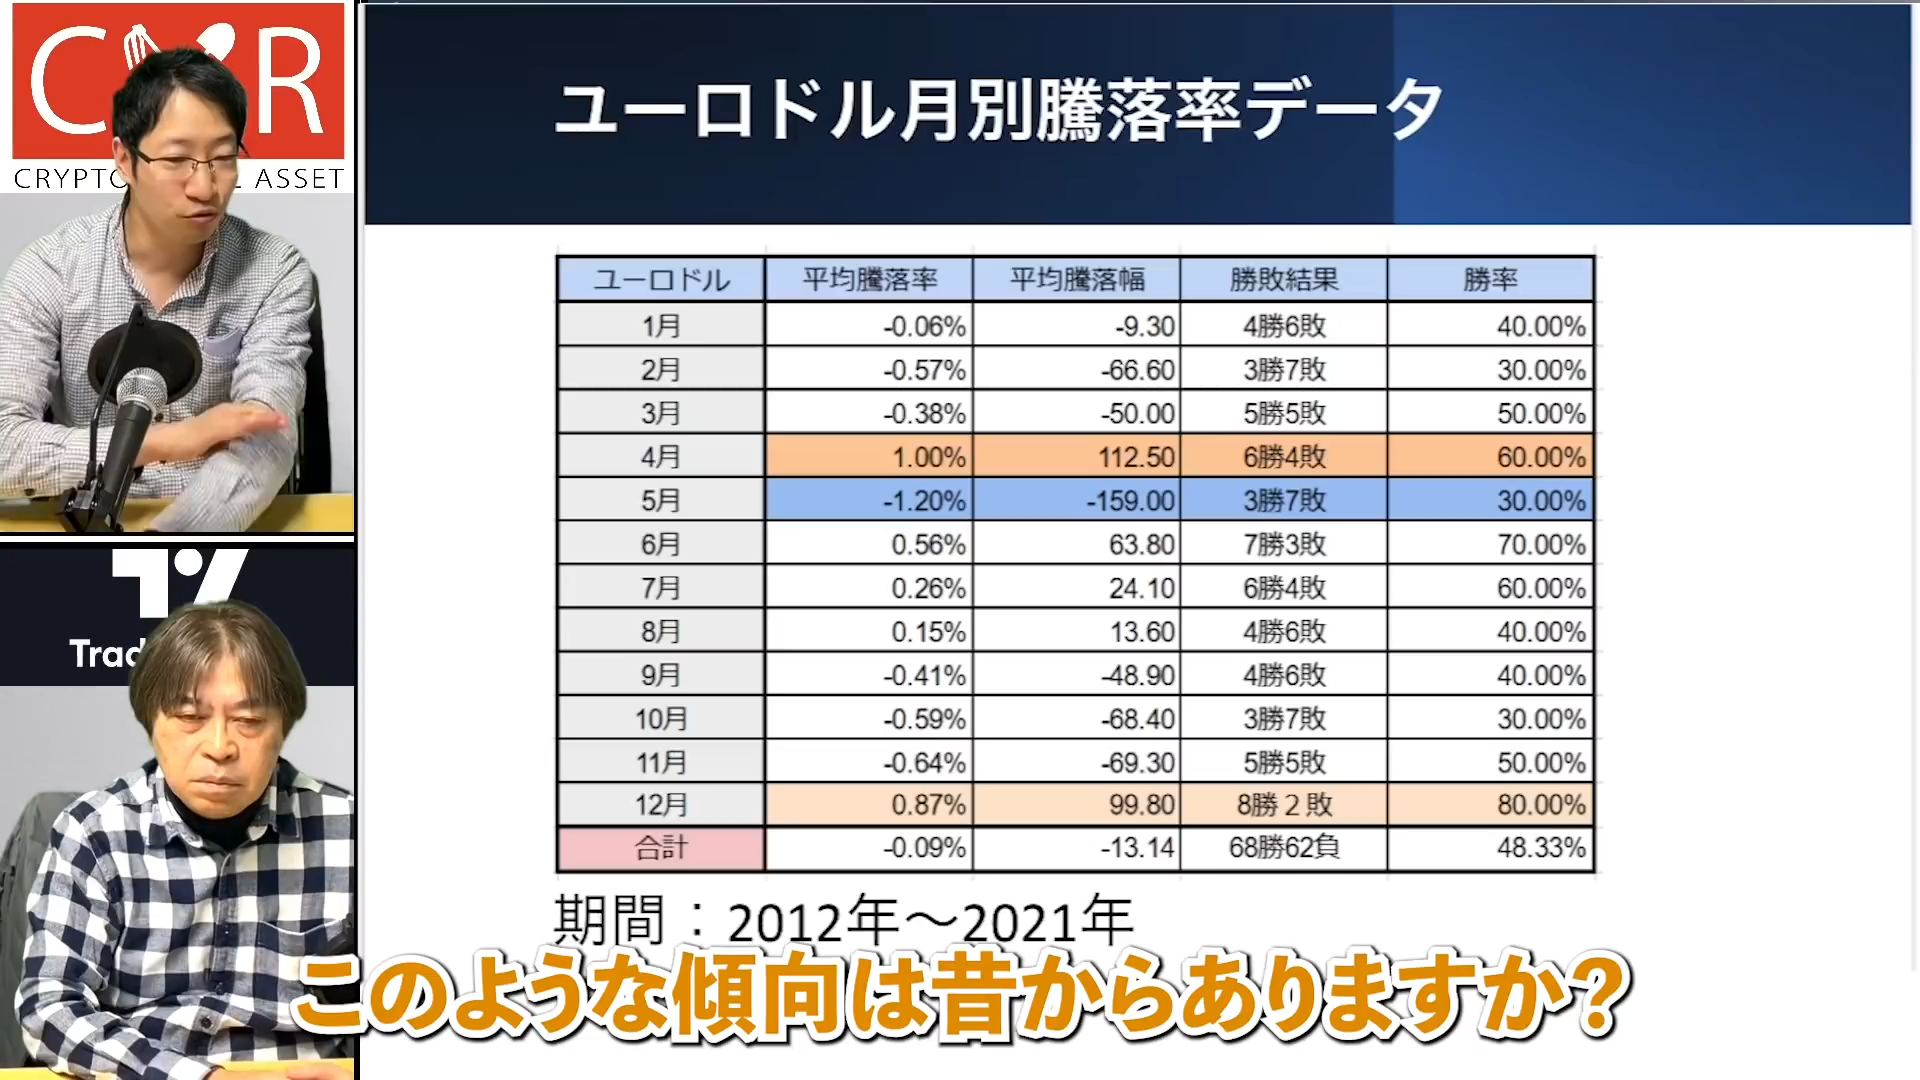 C R
CRYPTO ASSET
ユーロドル月別騰落率データ
ユーロドル 平均騰落率 平均騰落幅 勝敗結果 勝率
1月 -0.06% -9.30 4勝6敗 40.00%
2月 -0.57% -66.60 3勝7敗 30.00%
3月 -0.38% -50.00 5勝5敗 50.00%
4月 1.00% 112.50 6勝4敗 60.00%
5月 -1.20% -159.00 3勝7敗 30.00%
6月 0.56% 63.80 7勝3敗 70.00%
7月 0.26% 24.10 6勝4敗 60.00%
8月 0.15% 13.60 4勝6敗 40.00%
9月 -0.41% -48.90 4勝6敗 40.00%
10月 -0.59% -68.40 3勝7敗 30.00%
11月 -0.64% -69.30 5勝5敗 50.00%
12月 0.87% 99.80 8勝２敗 80.00%
合計 -0.09% -13.14 68勝62負 48.33%
期間：2012年～2021年
Trad
このような傾向は昔からありますか?